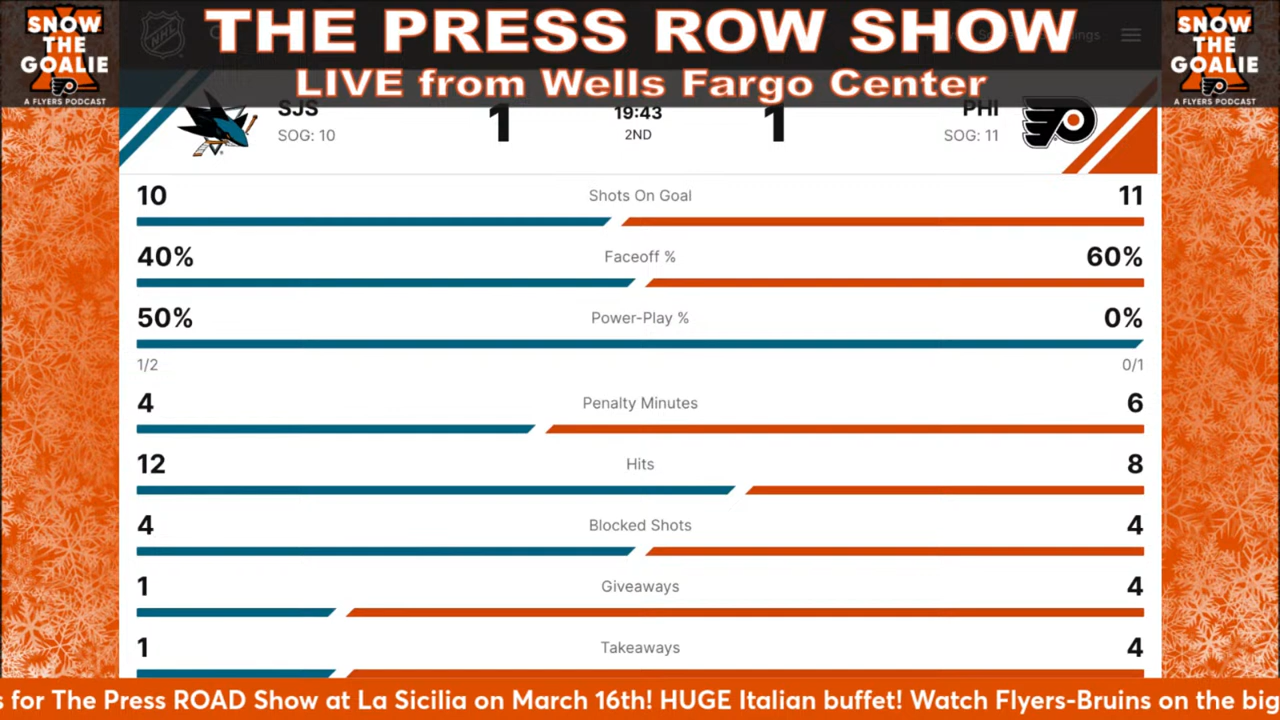 SNOW
THE
GOALIE
A FLYERS PODCAST
THE PRESS ROW SHOW
LIVE from Wells Fargo Center
SNOW
THE
GOALIE
A FLYERS PODCAST
NHL
SJS 1 19:43 1 PHI
SOG: 10 2ND SOG: 11
10 Shots On Goal 11
40% Faceoff % 60%
50% Power-Play % 0%
1/2 0/1
4 Penalty Minutes 6
12 Hits 8
4 Blocked Shots 4
1 Giveaways 4
1 Takeaways 4
s for The Press ROAD Show at La Sicilia on March 16th! HUGE Italian buffet! Watch Flyers-Bruins on the big